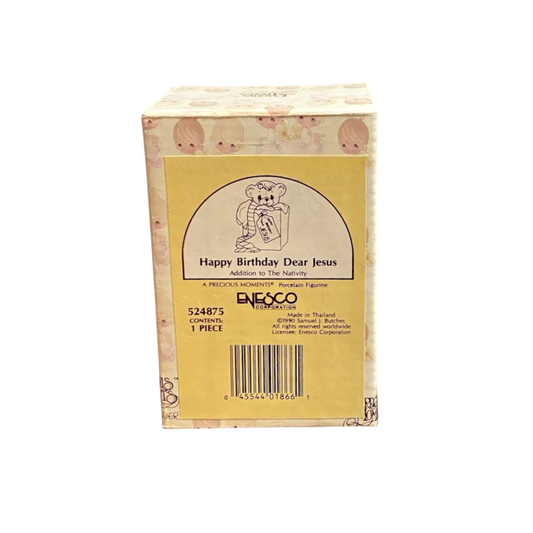 Happy Birthday Dear Jesus
Addition to The Nativity
A PRECIOUS MOMENTS® Porcelain Figurine
ENESCO
CORPORATION
524875
CONTENTS:
1 PIECE
Made in Thailand
©1990 Samuel J. Butcher,
All rights reserved worldwide
Licensee: Enesco Corporation
0 45544 01866 1